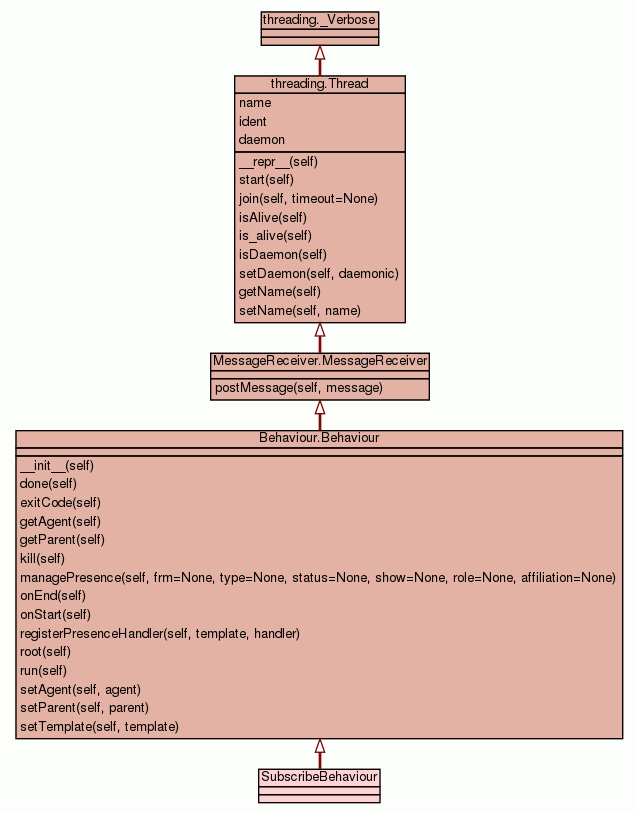 threading._Verbose
threading.Thread
name
ident
daemon
__repr__(self)
start(self)
join(self, timeout=None)
isAlive(self)
is_alive(self)
isDaemon(self)
setDaemon(self, daemonic)
getName(self)
setName(self, name)
MessageReceiver.MessageReceiver
postMessage(self, message)
Behaviour.Behaviour
__init__(self)
done(self)
exitCode(self)
getAgent(self)
getParent(self)
kill(self)
managePresence(self, frm=None, type=None, status=None, show=None, role=None, affiliation=None)
onEnd(self)
onStart(self)
registerPresenceHandler(self, template, handler)
root(self)
run(self)
setAgent(self, agent)
setParent(self, parent)
setTemplate(self, template)
SubscribeBehaviour